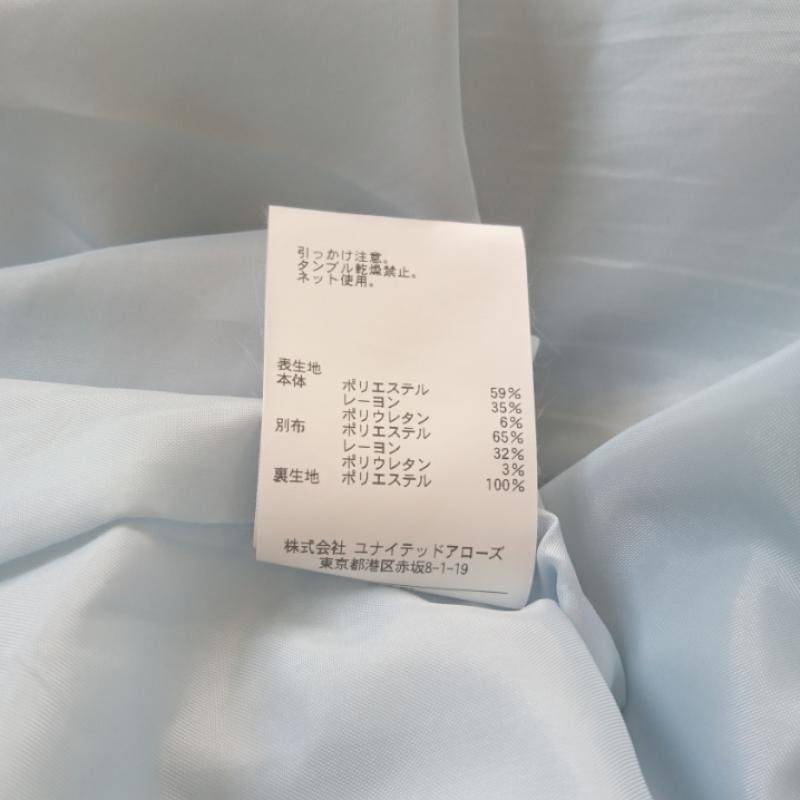 引っかけ注意。
タンブル乾燥禁止。
ネット使用。
表生地
本体 ポリエステル 59%
レーヨン 35%
ポリウレタン 6%
別布 ポリエステル 65%
レーヨン 32%
ポリウレタン 3%
裏生地 ポリエステル 100%
株式会社 ユナイテッドアローズ
東京都港区赤坂8-1-19